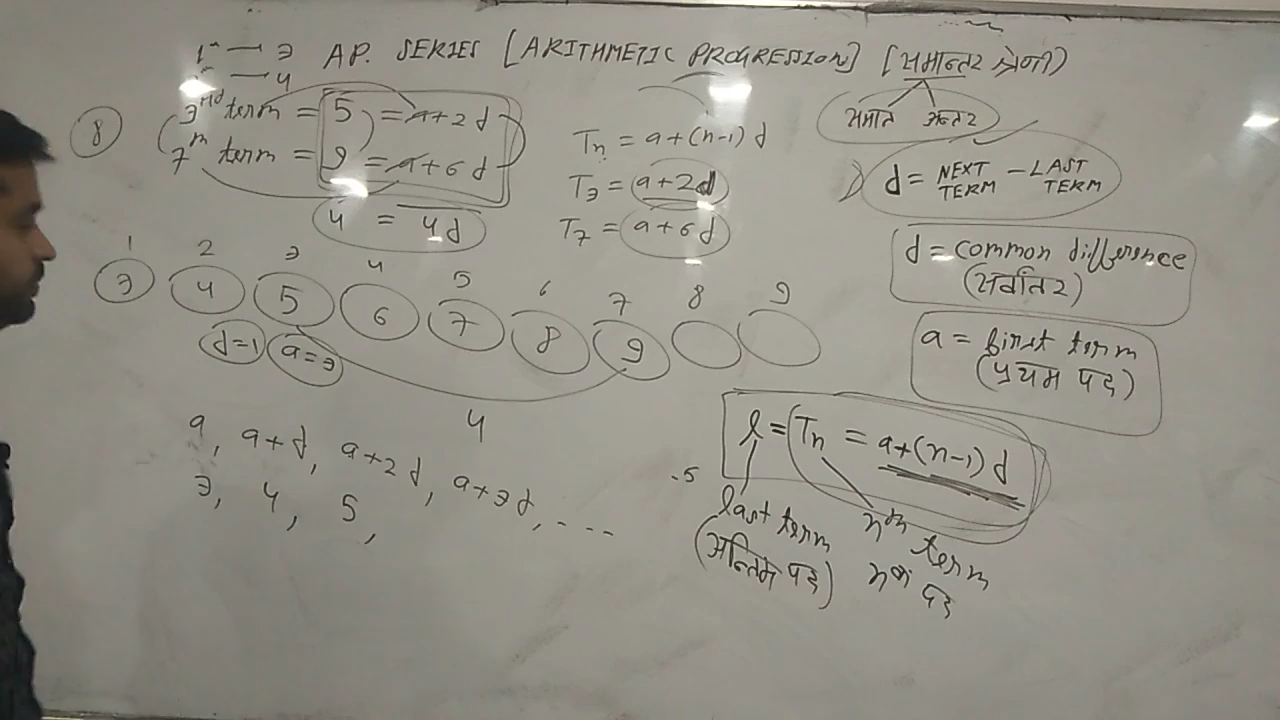 1 — 3 AP. SERIES [ARITHMETIC PROGRESSION] [समान्तर श्रेणी)
— 4
समान अन्तर
8
3rd term = 5 = a+2d
7th term = 9 = a+6d
4 = 4d
Tn = a+(n-1)d
T3 = a+2d
T7 = a+6d
d = NEXT TERM - LAST TERM
d = common difference
(सर्वान्तर)
a = first term
(प्रथम पद)
1 2 3 4 5 6 7 8 9
3 4 5 6 7 8 9
d=1 a=3
4
a, a+d, a+2d, a+3d, ----
3, 4, 5,
l = Tn = a+(n-1)d
.5
last term nth term
(अन्तिम पद) nवां पद